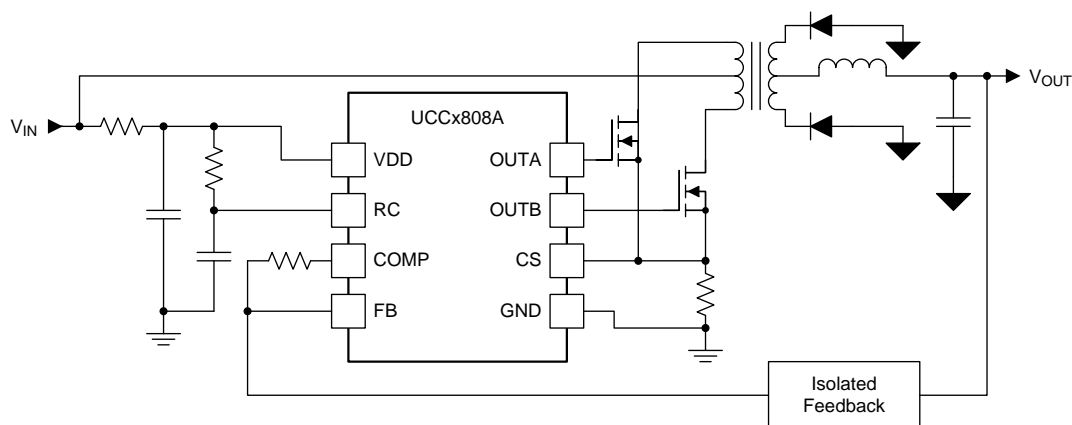 UCCx808A
V_IN
V_OUT
VDD
OUTA
RC
OUTB
COMP
CS
FB
GND
Isolated
Feedback